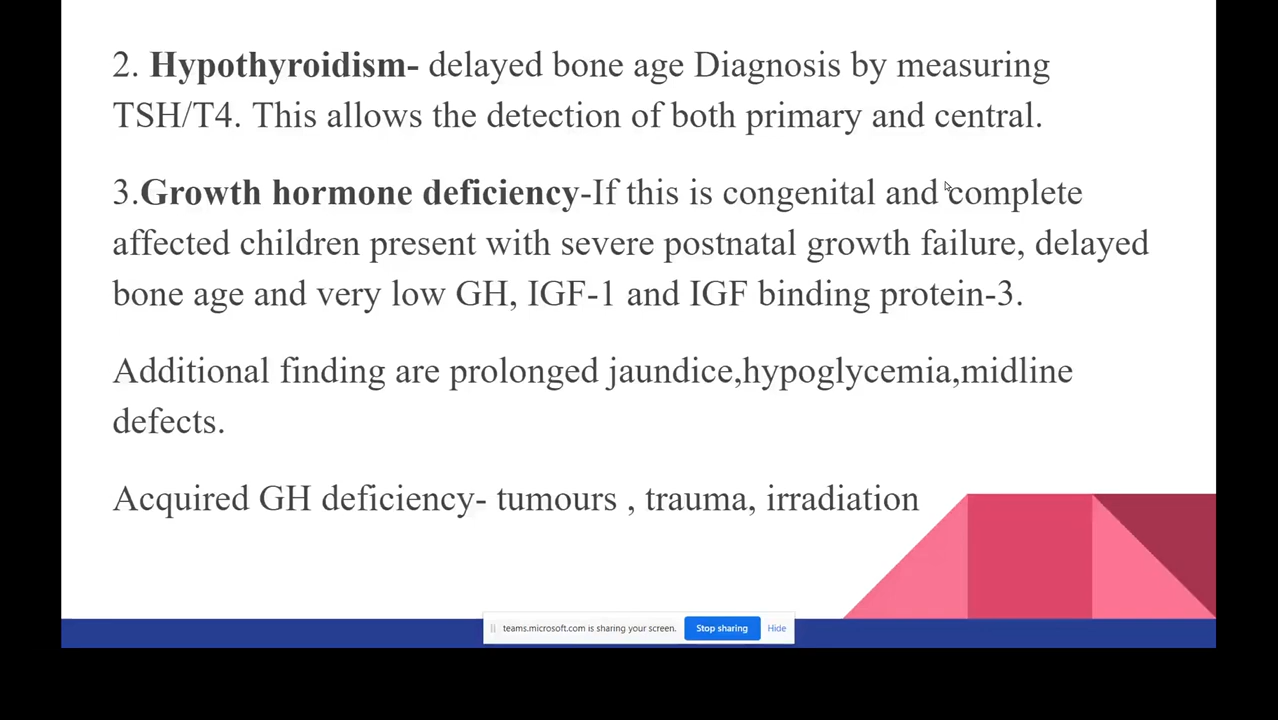 2. Hypothyroidism- delayed bone age Diagnosis by measuring
TSH/T4. This allows the detection of both primary and central.
3.Growth hormone deficiency-If this is congenital and complete
affected children present with severe postnatal growth failure, delayed
bone age and very low GH, IGF-1 and IGF binding protein-3.
Additional finding are prolonged jaundice,hypoglycemia,midline
defects.
Acquired GH deficiency- tumours , trauma, irradiation
teams.microsoft.com is sharing your screen. Stop sharing Hide